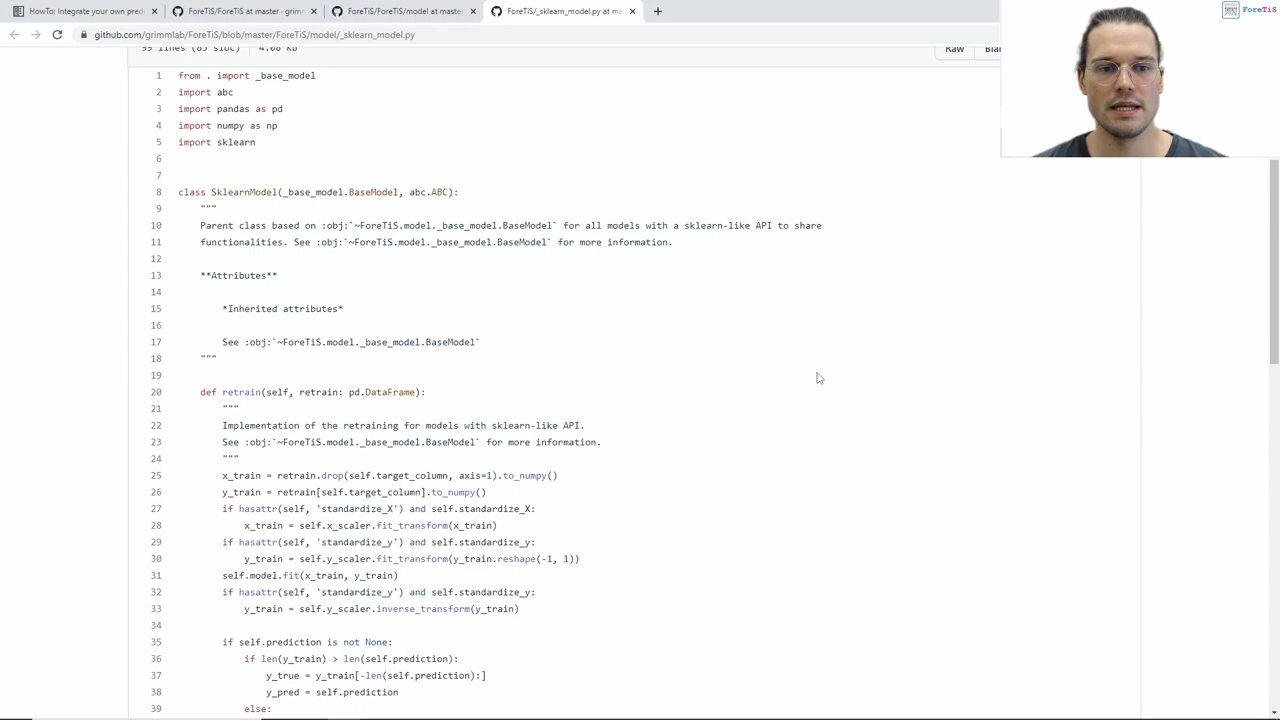 HowTo: Integrate your own pred
ForeTiS/ForeTiS at master · grimm
ForeTiS/ForeTiS/model at master
ForeTiS/_sklearn_model.py at ma
ForeTiS
github.com/grimmlab/ForeTiS/blob/master/ForeTiS/model/_sklearn_model.py
Raw
1 from . import _base_model
2 import abc
3 import pandas as pd
4 import numpy as np
5 import sklearn
6
7
8 class SklearnModel(_base_model.BaseModel, abc.ABC):
9 """
10 Parent class based on :obj:`~ForeTiS.model._base_model.BaseModel` for all models with a sklearn-like API to share
11 functionalities. See :obj:`~ForeTiS.model._base_model.BaseModel` for more information.
12
13 **Attributes**
14
15 *Inherited attributes*
16
17 See :obj:`~ForeTiS.model._base_model.BaseModel`
18 """
19
20 def retrain(self, retrain: pd.DataFrame):
21 """
22 Implementation of the retraining for models with sklearn-like API.
23 See :obj:`~ForeTiS.model._base_model.BaseModel` for more information.
24 """
25 x_train = retrain.drop(self.target_column, axis=1).to_numpy()
26 y_train = retrain[self.target_column].to_numpy()
27 if hasattr(self, 'standardize_X') and self.standardize_X:
28 x_train = self.x_scaler.fit_transform(x_train)
29 if hasattr(self, 'standardize_y') and self.standardize_y:
30 y_train = self.y_scaler.fit_transform(y_train.reshape(-1, 1))
31 self.model.fit(x_train, y_train)
32 if hasattr(self, 'standardize_y') and self.standardize_y:
33 y_train = self.y_scaler.inverse_transform(y_train)
34
35 if self.prediction is not None:
36 if len(y_train) > len(self.prediction):
37 y_true = y_train[-len(self.prediction):]
38 y_pred = self.prediction
39 else: